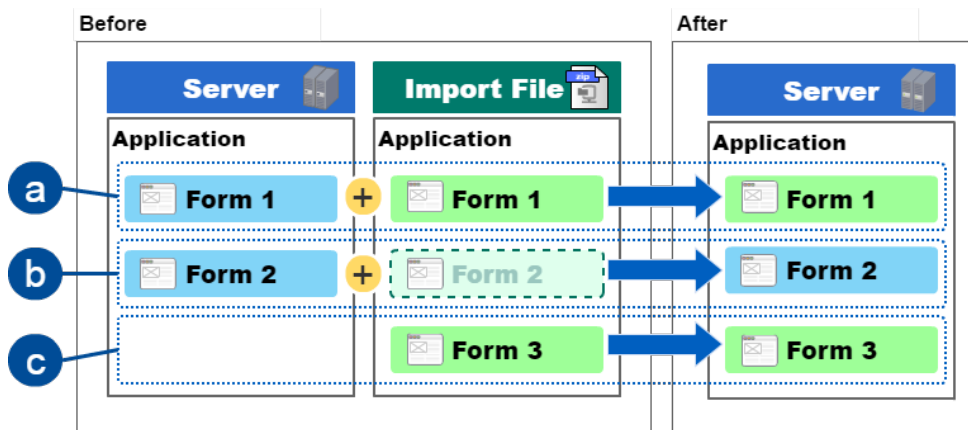 Before
After
Server
Import File
zip
Server
Application
Application
Application
a
Form 1
+
Form 1
Form 1
b
Form 2
+
Form 2
Form 2
c
Form 3
Form 3